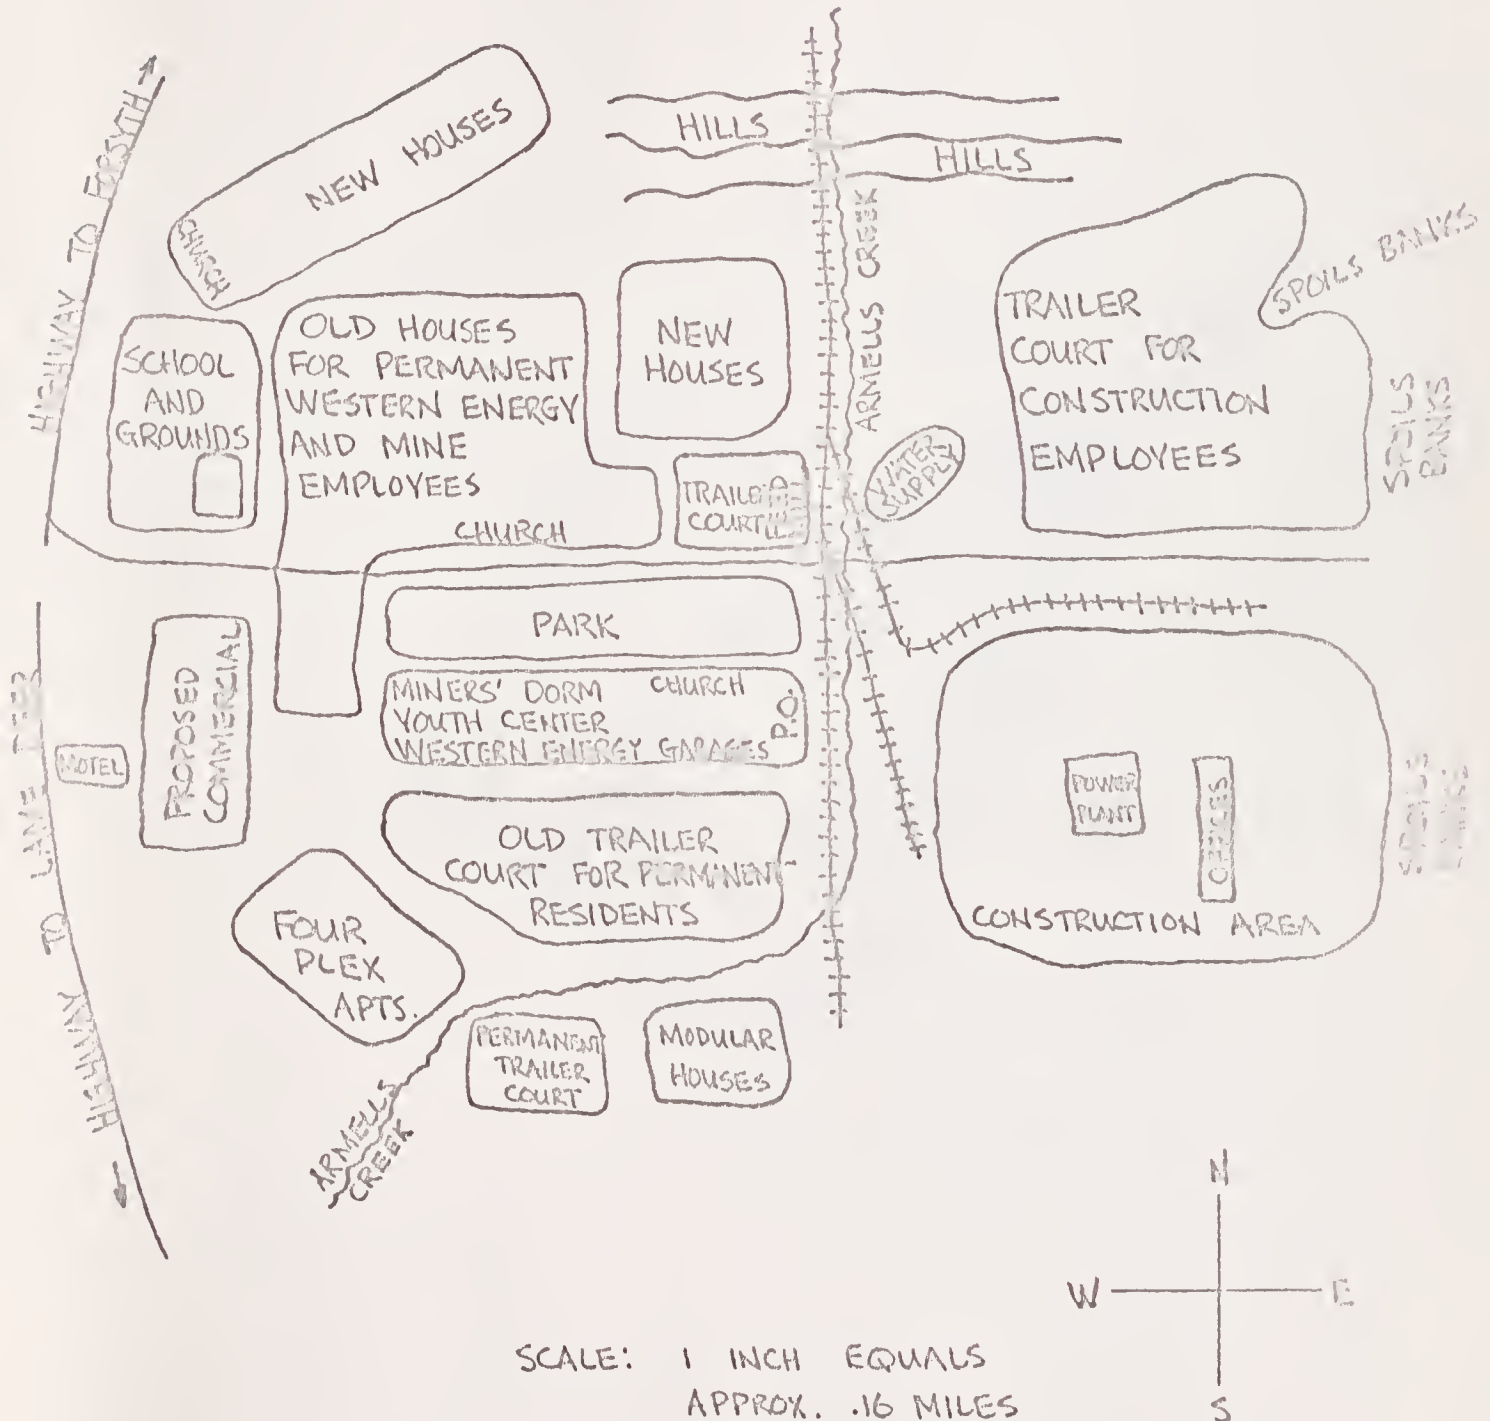 HIGHWAY TO FORSYTH
NEW HOUSES
CHURCH
HILLS
HILLS
ARMELLS CREEK
SPOILS BANKS
SCHOOL
AND
GROUNDS
OLD HOUSES
FOR PERMANENT
WESTERN ENERGY
AND MINE
EMPLOYEES
CHURCH
NEW
HOUSES
TRAILER
COURT
WATER
SUPPLY
TRAILER
COURT FOR
CONSTRUCTION
EMPLOYEES
SPOILS
BANKS
PARK
MINERS' DORM
CHURCH
YOUTH CENTER
WESTERN ENERGY GARAGES
P.O.
HIGHWAY TO LAME DEER
MOTEL
PROPOSED
COMMERCIAL
OLD TRAILER
COURT FOR PERMANENT
RESIDENTS
POWER
PLANT
OFFICES
CONSTRUCTION AREA
SPOILS
BANKS
FOUR
PLEX
APTS.
PERMANENT
TRAILER
COURT
MODULAR
HOUSES
ARMELLS
CREEK
N
W
E
S
SCALE: 1 INCH EQUALS
APPROX. .16 MILES